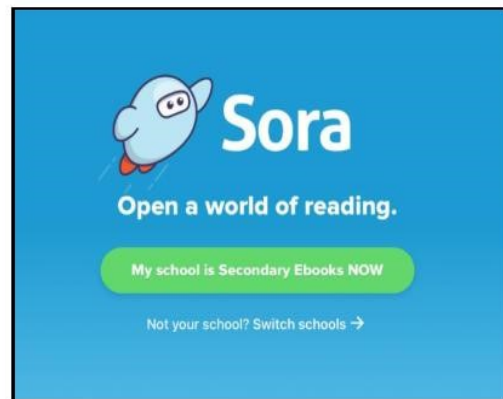 Sora
Open a world of reading.
My school is Secondary Ebooks NOW
Not your school? Switch schools →